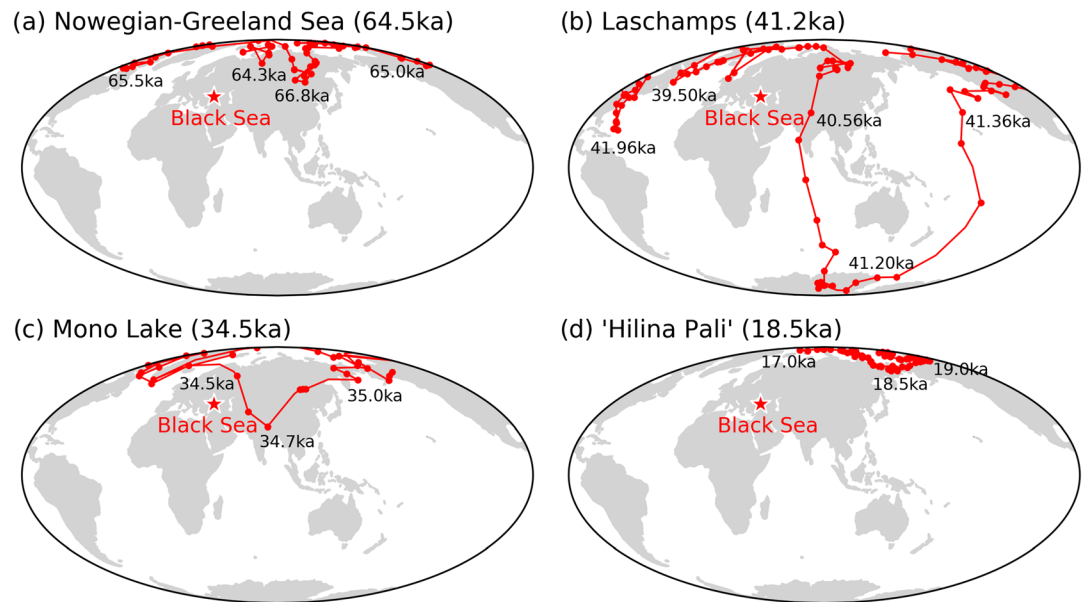 (a) Nowegian-Greeland Sea (64.5ka)
65.5ka
64.3ka
66.8ka
65.0ka
Black Sea
(b) Laschamps (41.2ka)
39.50ka
41.96ka
Black Sea
40.56ka
41.36ka
41.20ka
(c) Mono Lake (34.5ka)
34.5ka
35.0ka
Black Sea
34.7ka
(d) 'Hilina Pali' (18.5ka)
17.0ka
19.0ka
18.5ka
Black Sea